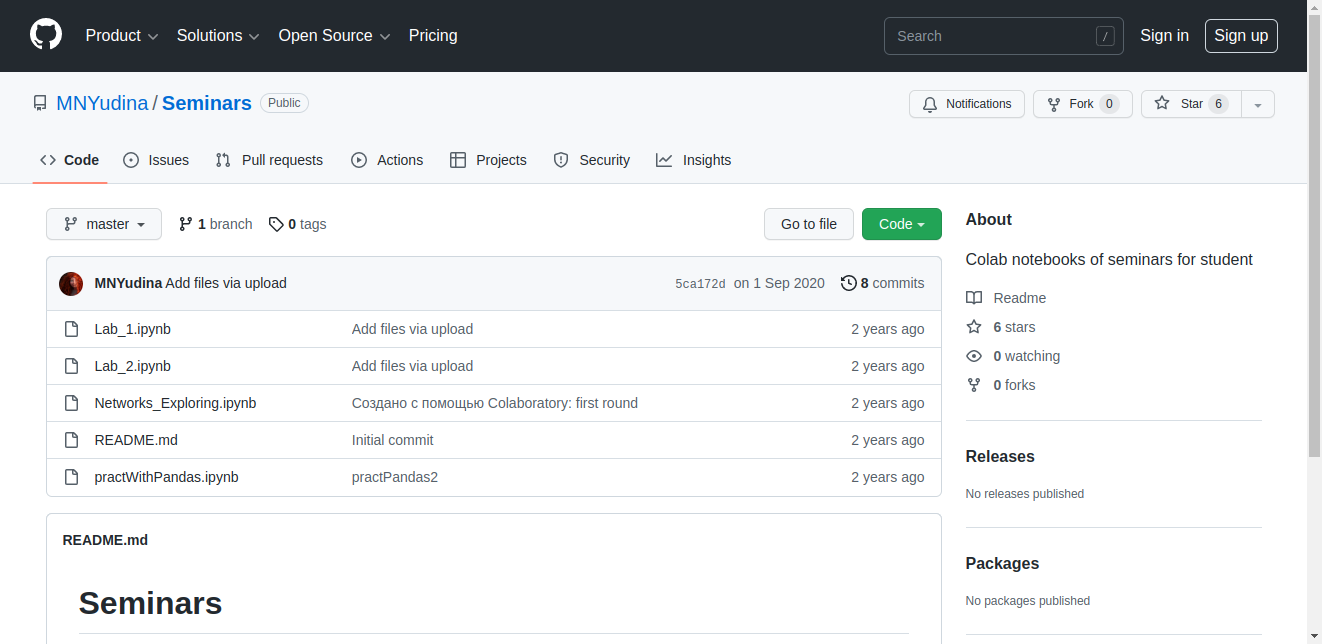 Product Solutions Open Source Pricing Search / Sign in Sign up
MNYudina / Seminars Public Notifications Fork 0 Star 6
Code Issues Pull requests Actions Projects Security Insights
master 1 branch 0 tags Go to file Code
MNYudina Add files via upload 5ca172d on 1 Sep 2020 8 commits
Lab_1.ipynb Add files via upload 2 years ago
Lab_2.ipynb Add files via upload 2 years ago
Networks_Exploring.ipynb Создано с помощью Colaboratory: first round 2 years ago
README.md Initial commit 2 years ago
practWithPandas.ipynb practPandas2 2 years ago
README.md
Seminars
About
Colab notebooks of seminars for student
Readme
6 stars
0 watching
0 forks
Releases
No releases published
Packages
No packages published